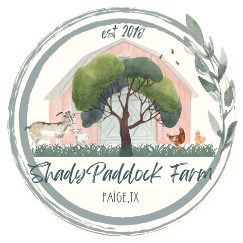 est 2018
ShadyPaddock Farm
PAIGE,TX